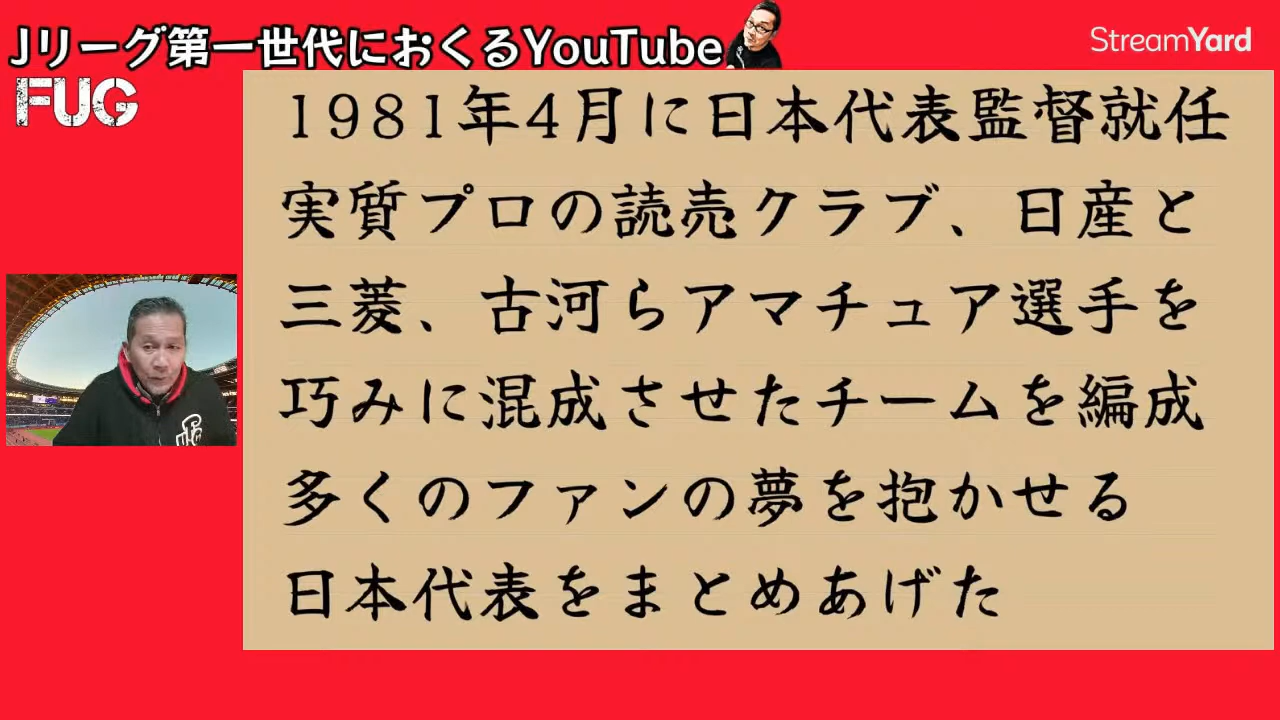 Jリーグ第一世代におくるYouTube
StreamYard
FUG
1981年4月に日本代表監督就任
実質プロの読売クラブ、日産と
三菱、古河らアマチュア選手を
巧みに混成させたチームを編成
多くのファンの夢を抱かせる
日本代表をまとめあげた